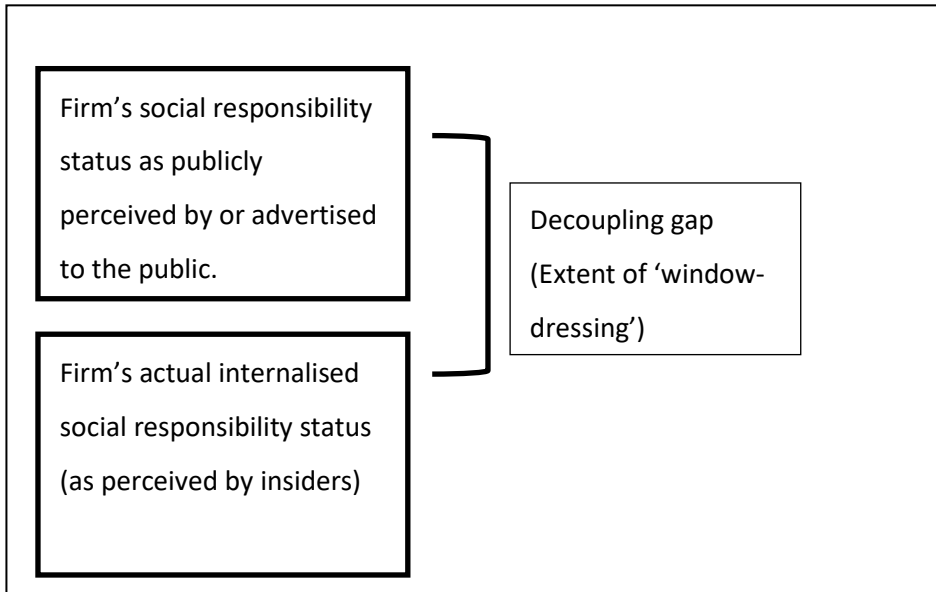 Firm’s social responsibility
status as publicly
perceived by or advertised
to the public.
Decoupling gap
(Extent of ‘window-
dressing’)
Firm’s actual internalised
social responsibility status
(as perceived by insiders)